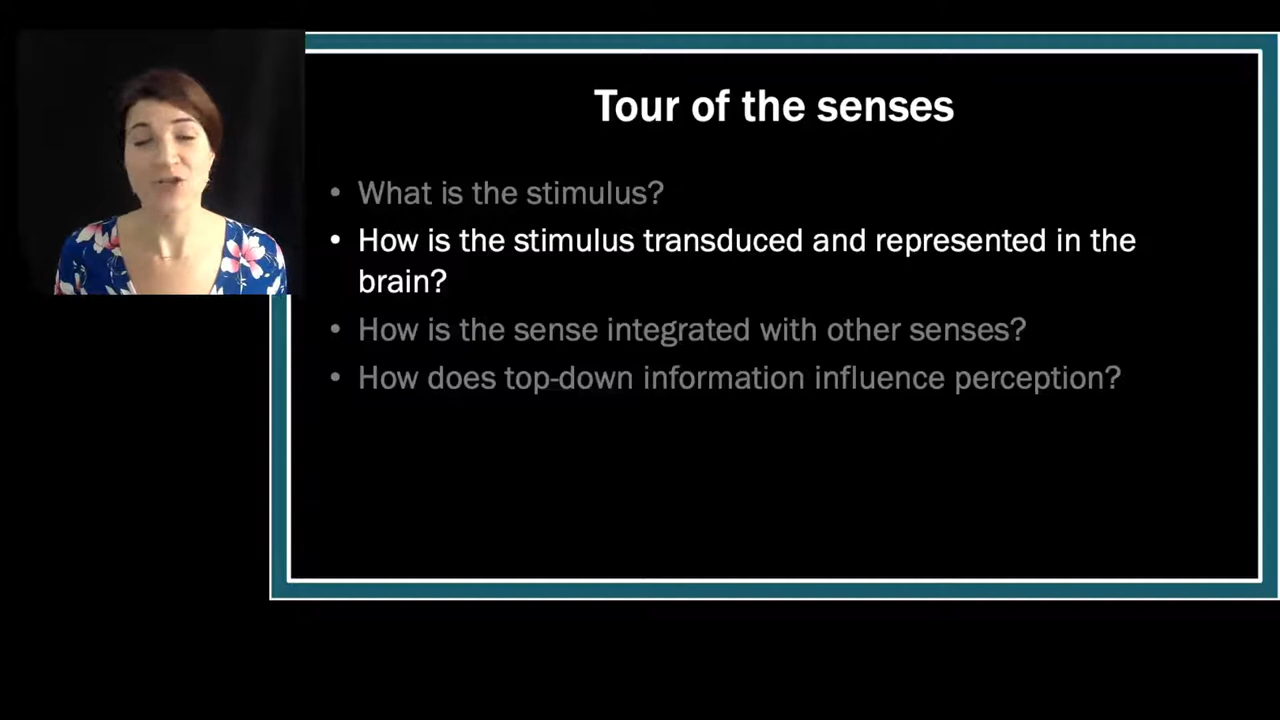 Tour of the senses
• What is the stimulus?
• How is the stimulus transduced and represented in the
brain?
• How is the sense integrated with other senses?
• How does top-down information influence perception?